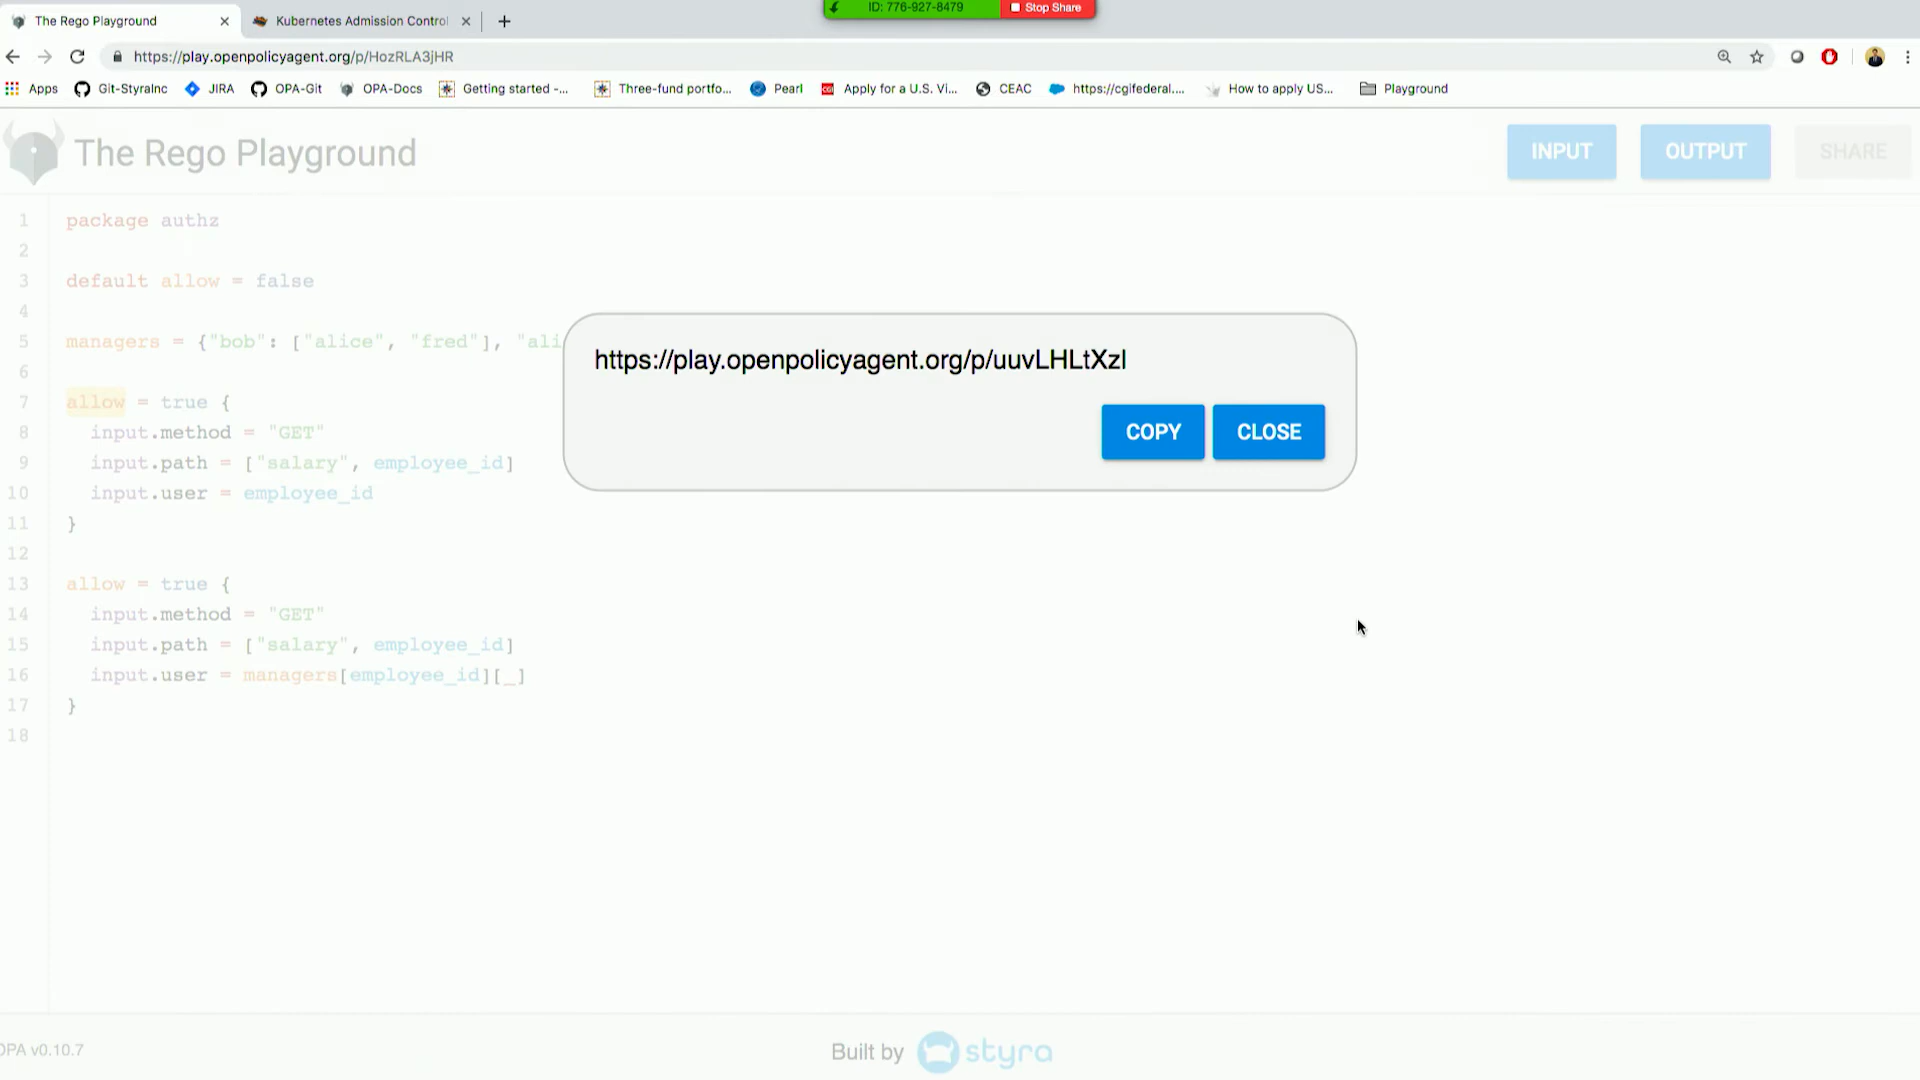 The Rego Playground
Kubernetes Admission Control
ID: 776-927-8479
Stop Share
https://play.openpolicyagent.org/p/HozRLA3jHR
Apps
Git-StyraInc
JIRA
OPA-Git
OPA-Docs
Getting started -...
Three-fund portfo...
Pearl
Apply for a U.S. Vi...
CEAC
https://cgifederal....
How to apply US...
Playground
The Rego Playground
INPUT
OUTPUT
SHARE
1 package authz
2
3 default allow = false
4
5 managers = {"bob": ["alice", "fred"], "ali
6
7 allow = true {
8 input.method = "GET"
9 input.path = ["salary", employee_id]
10 input.user = employee_id
11 }
12
13 allow = true {
14 input.method = "GET"
15 input.path = ["salary", employee_id]
16 input.user = managers[employee_id][_]
17 }
18
https://play.openpolicyagent.org/p/uuvLHLtXzI
COPY
CLOSE
OPA v0.10.7
Built by styra